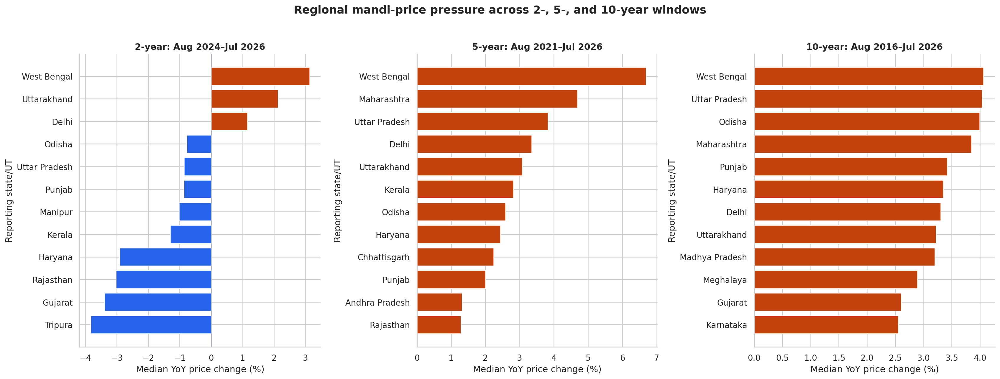 Regional mandi-price pressure across 2-, 5-, and 10-year windows
2-year: Aug 2024–Jul 2026
Reporting state/UT
West Bengal
Uttarakhand
Delhi
Odisha
Uttar Pradesh
Punjab
Manipur
Kerala
Haryana
Rajasthan
Gujarat
Tripura
−4 −3 −2 −1 0 1 2 3
Median YoY price change (%)
5-year: Aug 2021–Jul 2026
Reporting state/UT
West Bengal
Maharashtra
Uttar Pradesh
Delhi
Uttarakhand
Kerala
Odisha
Haryana
Chhattisgarh
Punjab
Andhra Pradesh
Rajasthan
0 1 2 3 4 5 6 7
Median YoY price change (%)
10-year: Aug 2016–Jul 2026
Reporting state/UT
West Bengal
Uttar Pradesh
Odisha
Maharashtra
Punjab
Haryana
Delhi
Uttarakhand
Madhya Pradesh
Meghalaya
Gujarat
Karnataka
0.0 0.5 1.0 1.5 2.0 2.5 3.0 3.5 4.0
Median YoY price change (%)